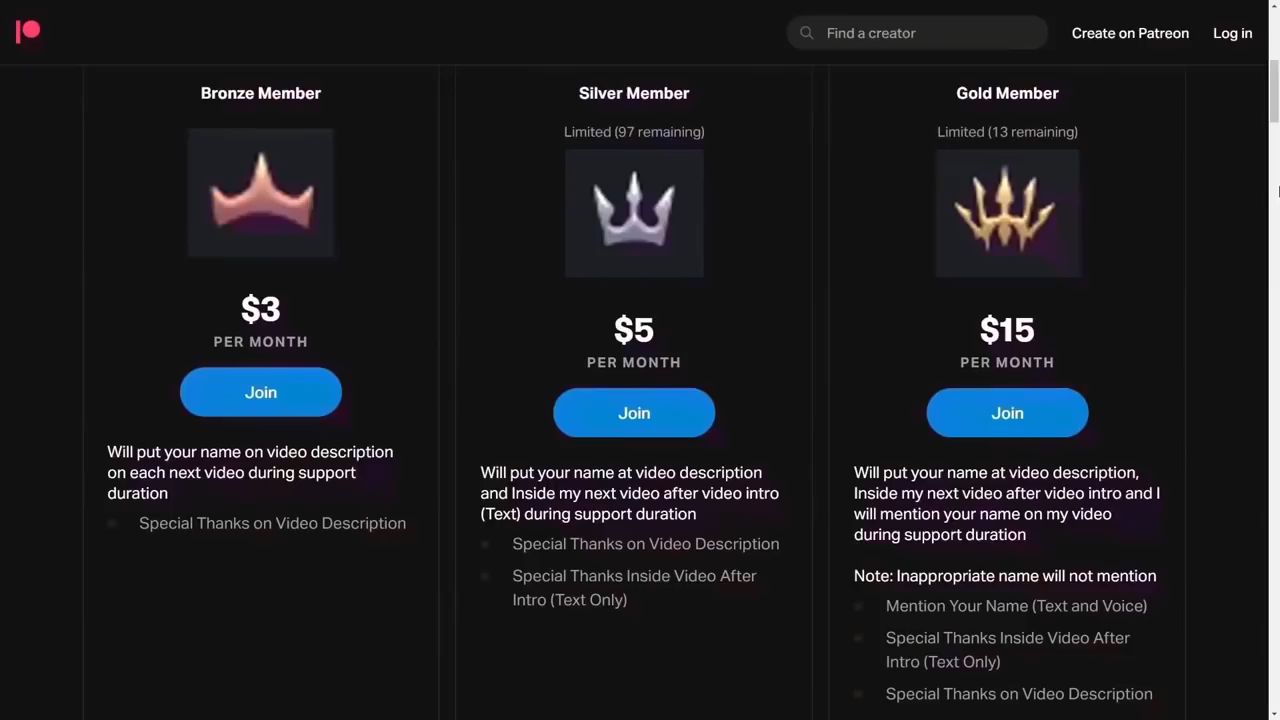 Find a creator
Create on Patreon
Log in
Bronze Member
$3
PER MONTH
Join
Will put your name on video description
on each next video during support
duration
Special Thanks on Video Description
Silver Member
Limited (97 remaining)
$5
PER MONTH
Join
Will put your name at video description
and Inside my next video after video intro
(Text) during support duration
Special Thanks on Video Description
Special Thanks Inside Video After
Intro (Text Only)
Gold Member
Limited (13 remaining)
$15
PER MONTH
Join
Will put your name at video description,
Inside my next video after video intro and I
will mention your name on my video
during support duration
Note: Inappropriate name will not mention
Mention Your Name (Text and Voice)
Special Thanks Inside Video After
Intro (Text Only)
Special Thanks on Video Description